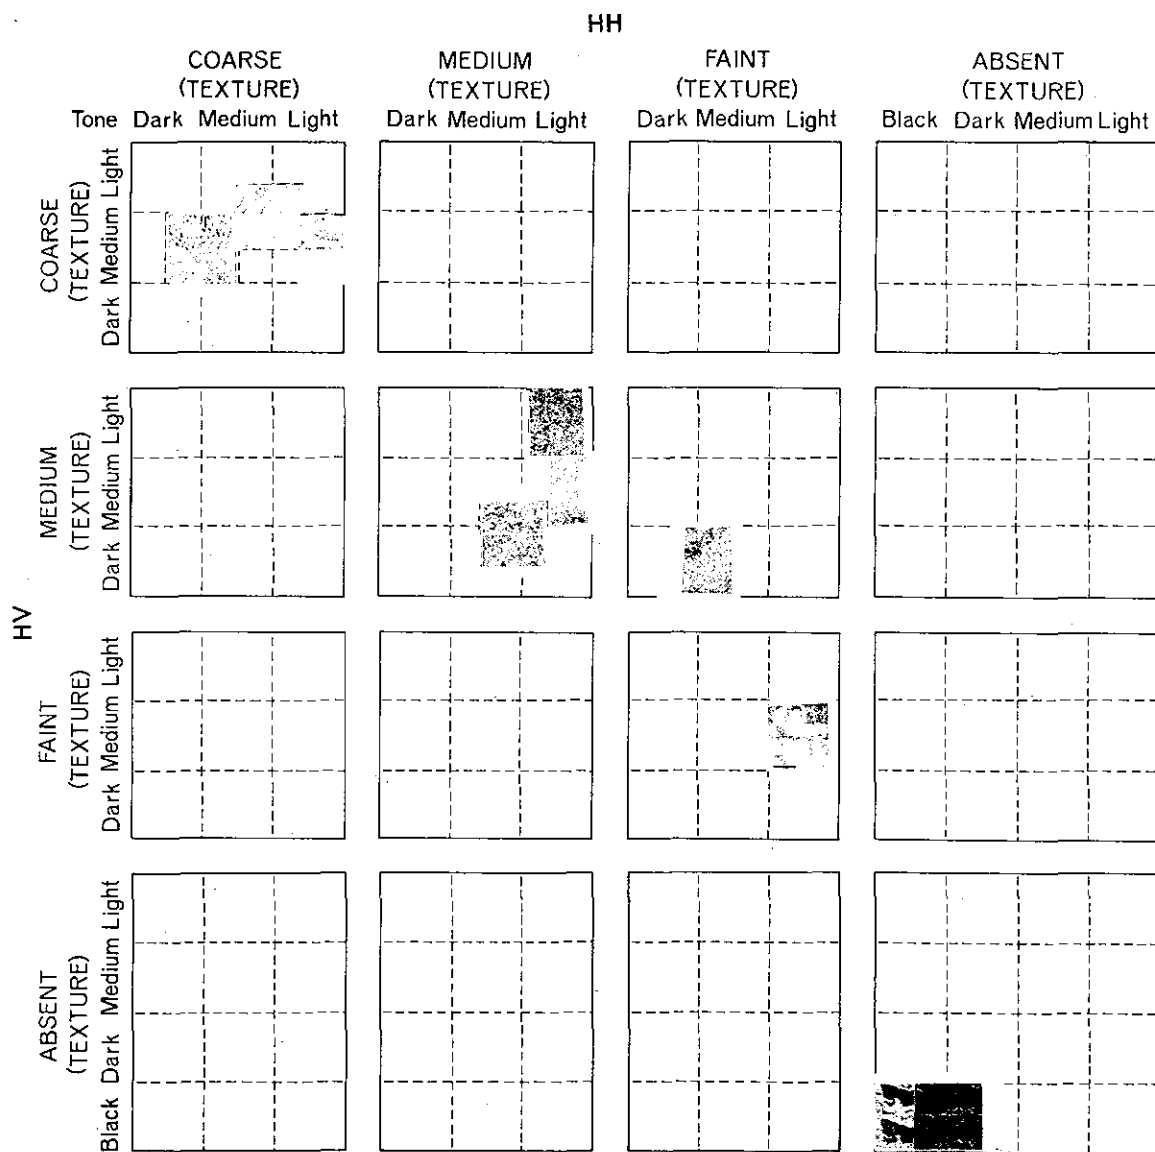 HH
COARSE MEDIUM FAINT ABSENT
(TEXTURE) (TEXTURE) (TEXTURE) (TEXTURE)
Tone Dark Medium Light Dark Medium Light Dark Medium Light Black Dark Medium Light
HV
COARSE
(TEXTURE)
Dark Medium Light
MEDIUM
(TEXTURE)
Dark Medium Light
FAINT
(TEXTURE)
Dark Medium Light
ABSENT
(TEXTURE)
Black Dark Medium Light